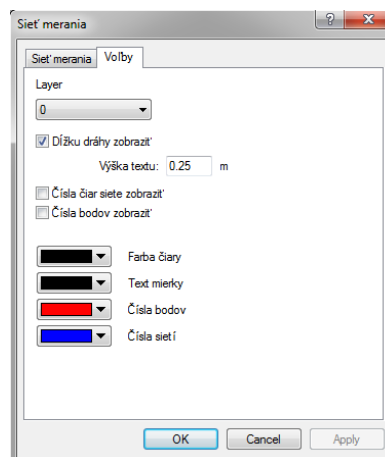 Sieť merania
Sieť merania Voľby
Layer
0
Dĺžku dráhy zobraziť
Výška textu: 0.25 m
Čísla čiar siete zobraziť
Čísla bodov zobraziť
Farba čiary
Text mierky
Čísla bodov
Čísla sietí
OK Cancel Apply